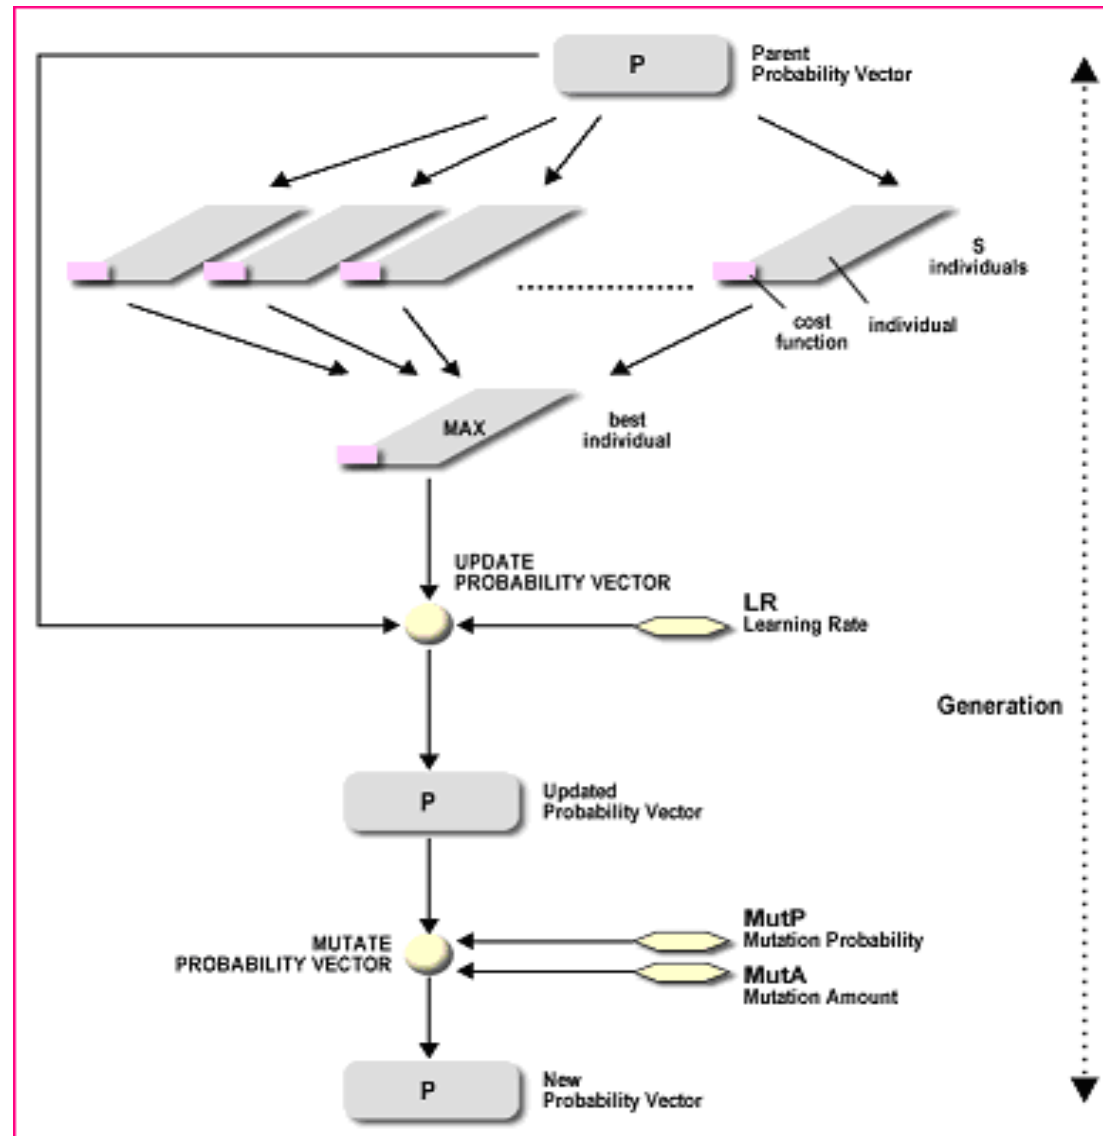 P
Parent
Probability Vector
S
individuals
cost
function
individual
MAX
best
individual
UPDATE
PROBABILITY VECTOR
LR
Learning Rate
Generation
P
Updated
Probability Vector
MUTATE
PROBABILITY VECTOR
MutP
Mutation Probability
MutA
Mutation Amount
P
New
Probability Vector